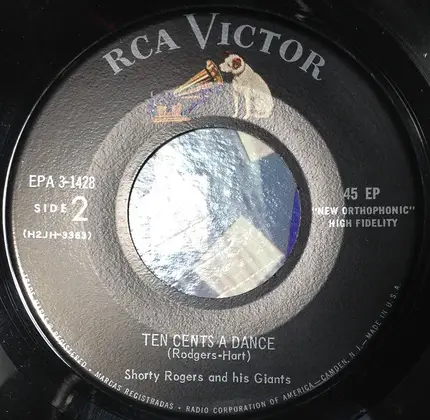 RCA VICTOR
EPA 3-1428
SIDE 2
(H2JH-3363)
45 EP
"NEW ORTHOPHONIC"
HIGH FIDELITY
TEN CENTS A DANCE
(Rodgers-Hart)
Shorty Rogers and his Giants
REGISTERED • MARCAS REGISTRADAS • RADIO CORPORATION OF AMERICA—CAMDEN, N. J.—MADE IN U.S.A.